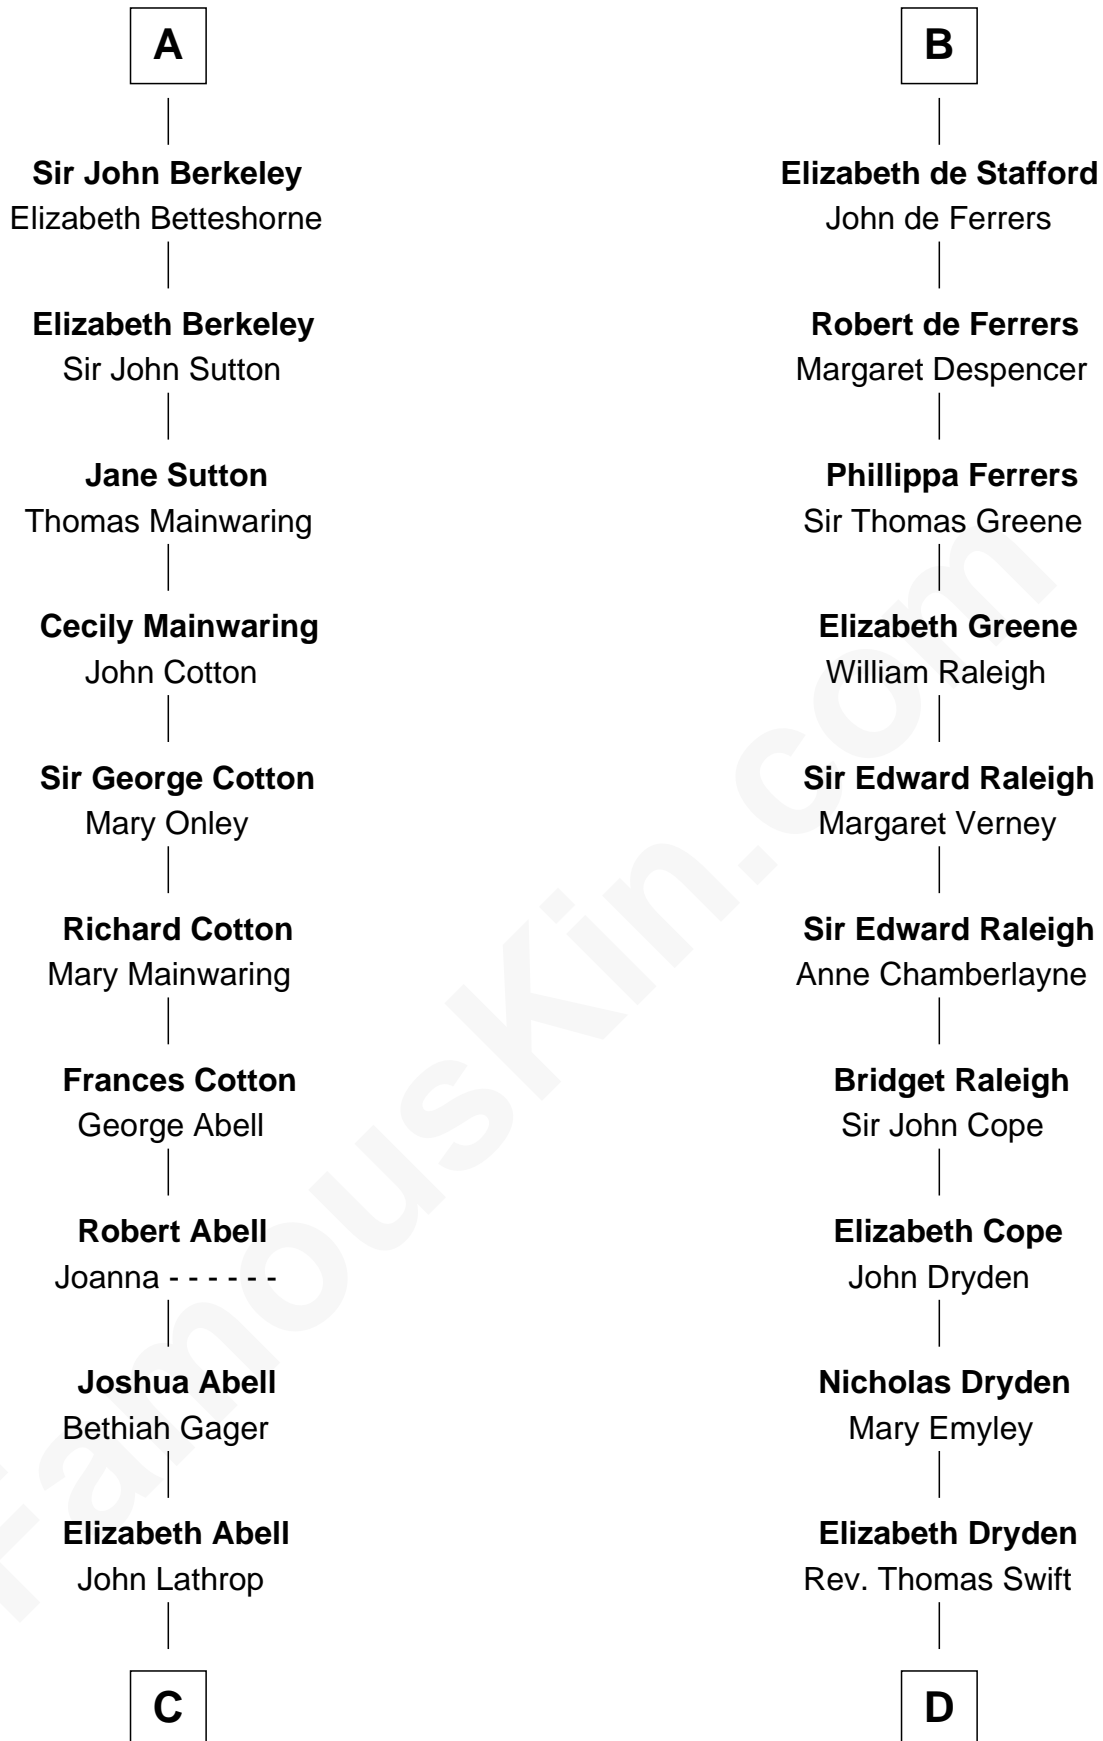 A
Sir John Berkeley
Elizabeth Betteshorne
Elizabeth Berkeley
Sir John Sutton
Jane Sutton
Thomas Mainwaring
Cecily Mainwaring
John Cotton
Sir George Cotton
Mary Onley
Richard Cotton
Mary Mainwaring
Frances Cotton
George Abell
Robert Abell
Joanna - - - - - -
Joshua Abell
Bethiah Gager
Elizabeth Abell
John Lathrop
C
B
Elizabeth de Stafford
John de Ferrers
Robert de Ferrers
Margaret Despencer
Phillippa Ferrers
Sir Thomas Greene
Elizabeth Greene
William Raleigh
Sir Edward Raleigh
Margaret Verney
Sir Edward Raleigh
Anne Chamberlayne
Bridget Raleigh
Sir John Cope
Elizabeth Cope
John Dryden
Nicholas Dryden
Mary Emyley
Elizabeth Dryden
Rev. Thomas Swift
D
FamousKin.com